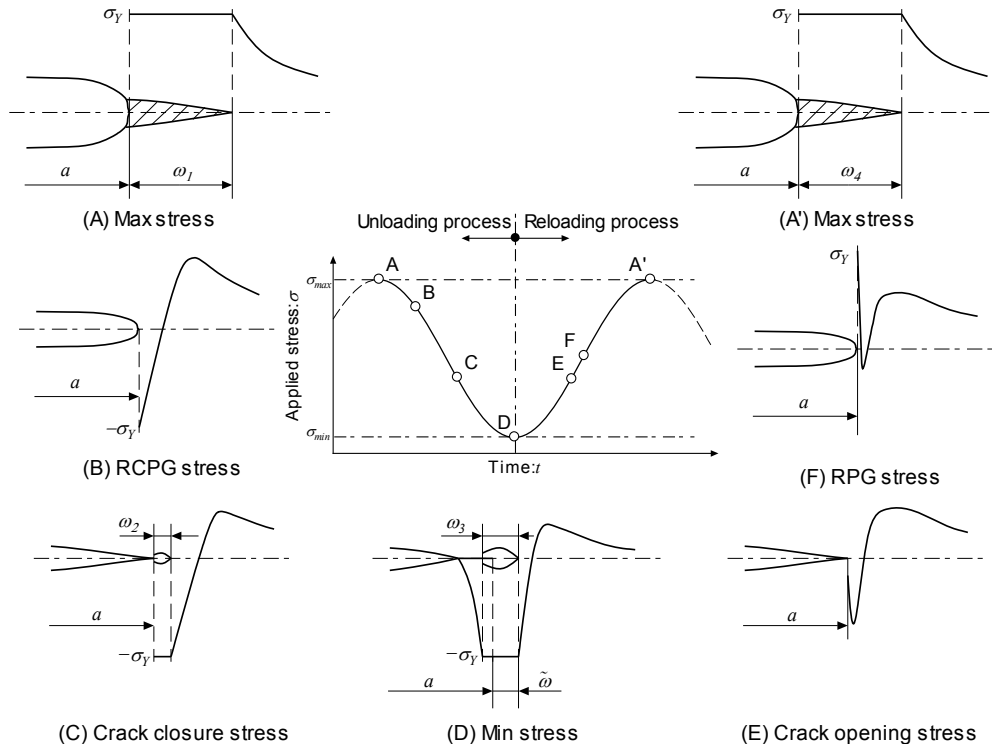 σY
a
ω1
(A) Max stress
σY
a
ω4
(A') Max stress
Unloading process
Reloading process
Applied stress:σ
σmax
σmin
A
B
C
D
E
F
A'
Time:t
a
−σY
(B) RCPG stress
σY
a
(F) RPG stress
ω2
a
−σY
(C) Crack closure stress
ω3
−σY
a
ω̃
(D) Min stress
a
(E) Crack opening stress